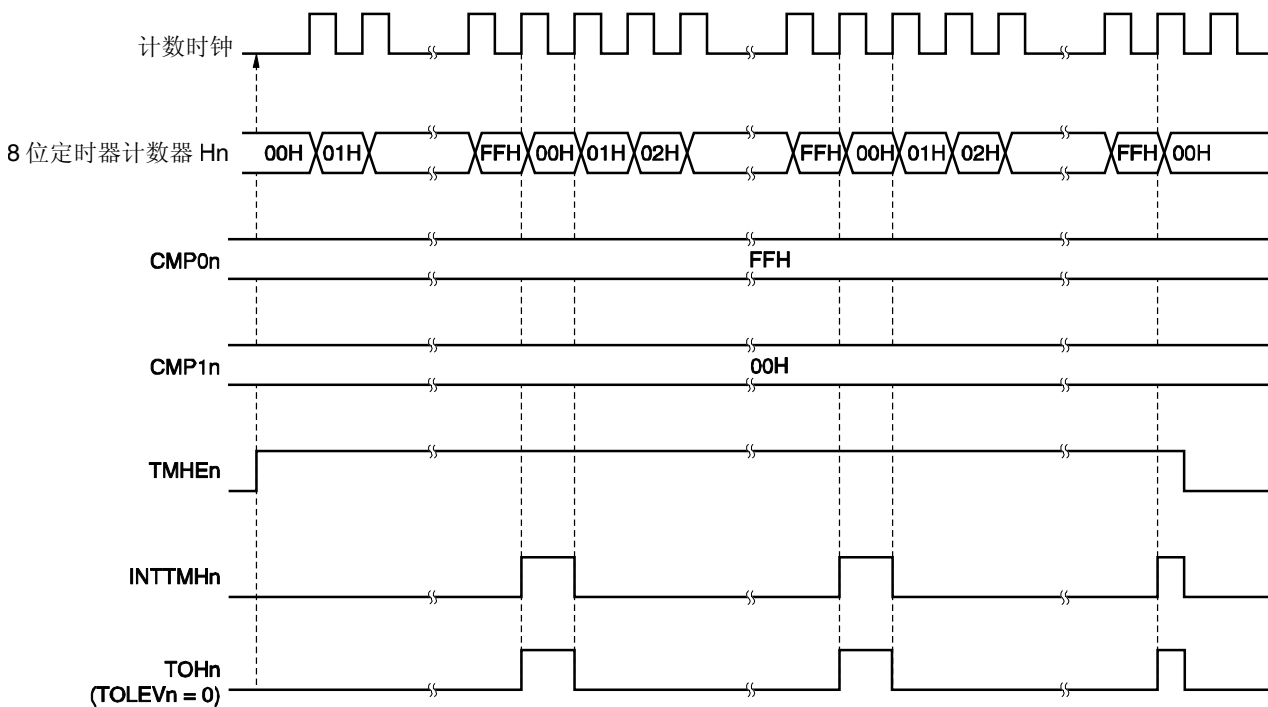 计数时钟
8 位定时器计数器 Hn 00H 01H FFH 00H 01H 02H FFH 00H 01H 02H FFH 00H
CMP0n FFH
CMP1n 00H
TMHEn
INTTMHn
TOHn
(TOLEVn = 0)